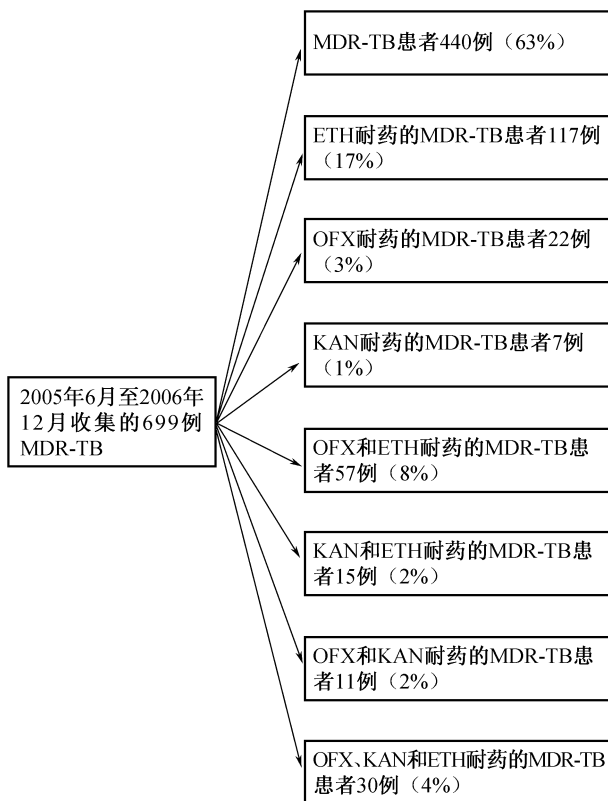 MDR-TB患者440例（63%）
ETH耐药的MDR-TB患者117例
（17%）
OFX耐药的MDR-TB患者22例
（3%）
KAN耐药的MDR-TB患者7例
（1%）
2005年6月至2006年
12月收集的699例
MDR-TB
OFX和ETH耐药的MDR-TB患
者57例（8%）
KAN和ETH耐药的MDR-TB患
者15例（2%）
OFX和KAN耐药的MDR-TB患
者11例（2%）
OFX、KAN和ETH耐药的MDR-TB
患者30例（4%）